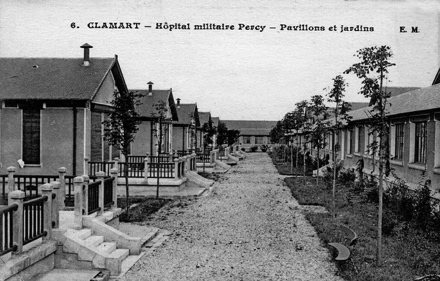 6. CLAMART — Hôpital militaire Percy — Pavillons et jardins E. M.